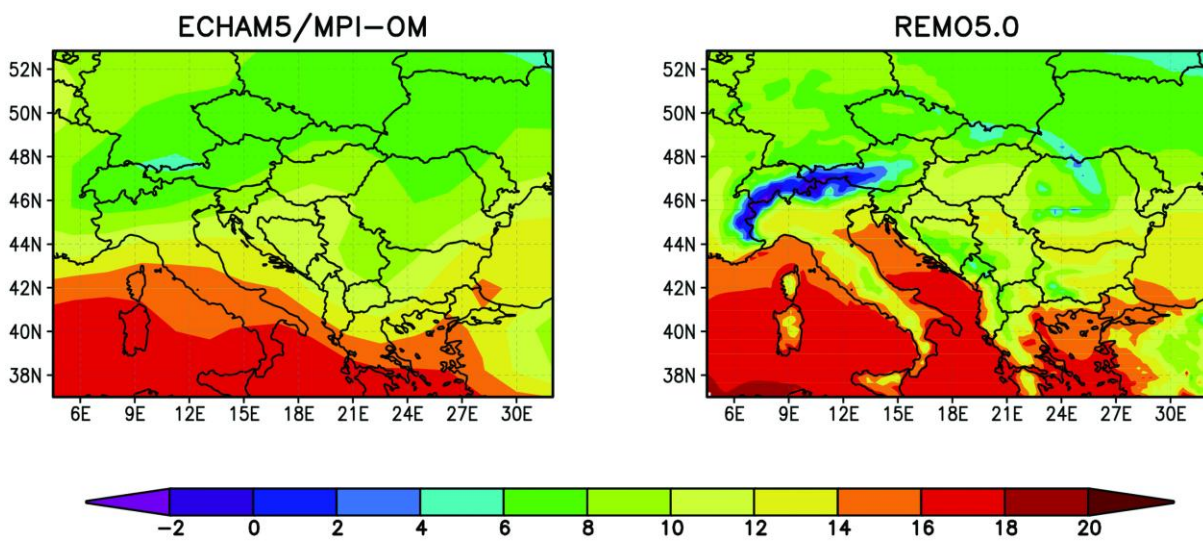 ECHAM5/MPI-OM
REMO5.0
52N
50N
48N
46N
44N
42N
40N
38N
6E 9E 12E 15E 18E 21E 24E 27E 30E
52N
50N
48N
46N
44N
42N
40N
38N
6E 9E 12E 15E 18E 21E 24E 27E 30E
-2 0 2 4 6 8 10 12 14 16 18 20